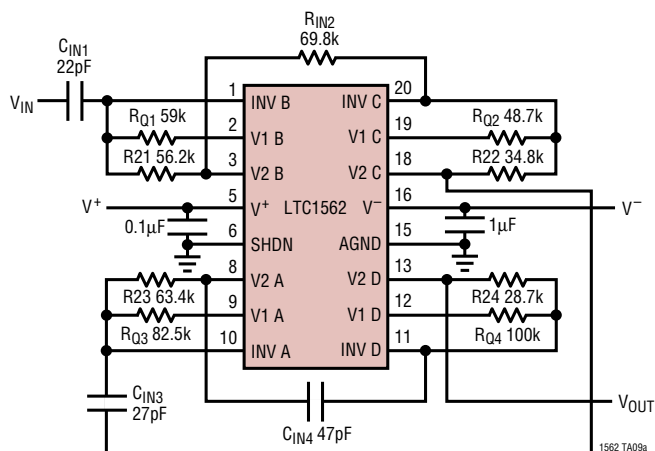 RIN2
69.8k
CIN1
22pF
VIN
1 INV B INV C 20
RQ1 59k 2 V1 B V1 C 19 RQ2 48.7k
R21 56.2k 3 V2 B V2 C 18 R22 34.8k
V+ 5 V+ LTC1562 V− 16 V−
0.1µF 1µF
6 SHDN AGND 15
8 V2 A V2 D 13
R23 63.4k R24 28.7k
9 V1 A V1 D 12
RQ3 82.5k RQ4 100k
10 INV A INV D 11
CIN3
27pF
CIN4 47pF
VOUT
1562 TA09a